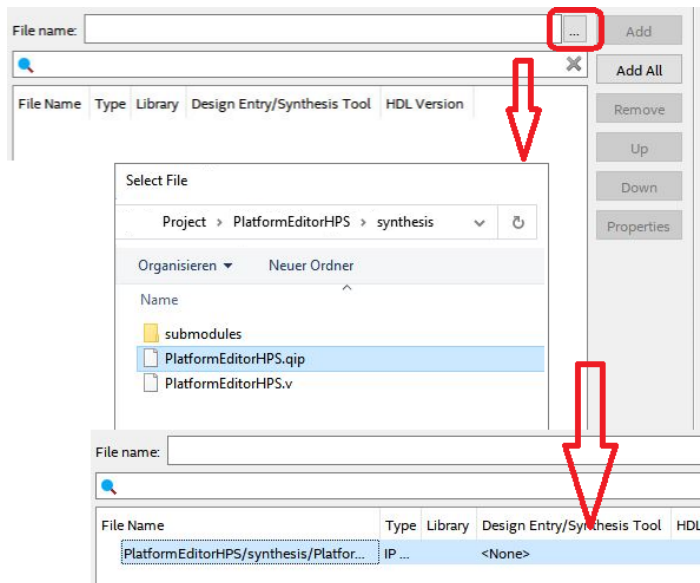 File name:
... Add
Add All
File Name Type Library Design Entry/Synthesis Tool HDL Version
Remove
Up
Select File
Down
Project > PlatformEditorHPS > synthesis
Properties
Organisieren Neuer Ordner
Name
submodules
PlatformEditorHPS.qip
PlatformEditorHPS.v
File name:
File Name Type Library Design Entry/Synthesis Tool HDL
PlatformEditorHPS/synthesis/Platfor... IP ... <None>